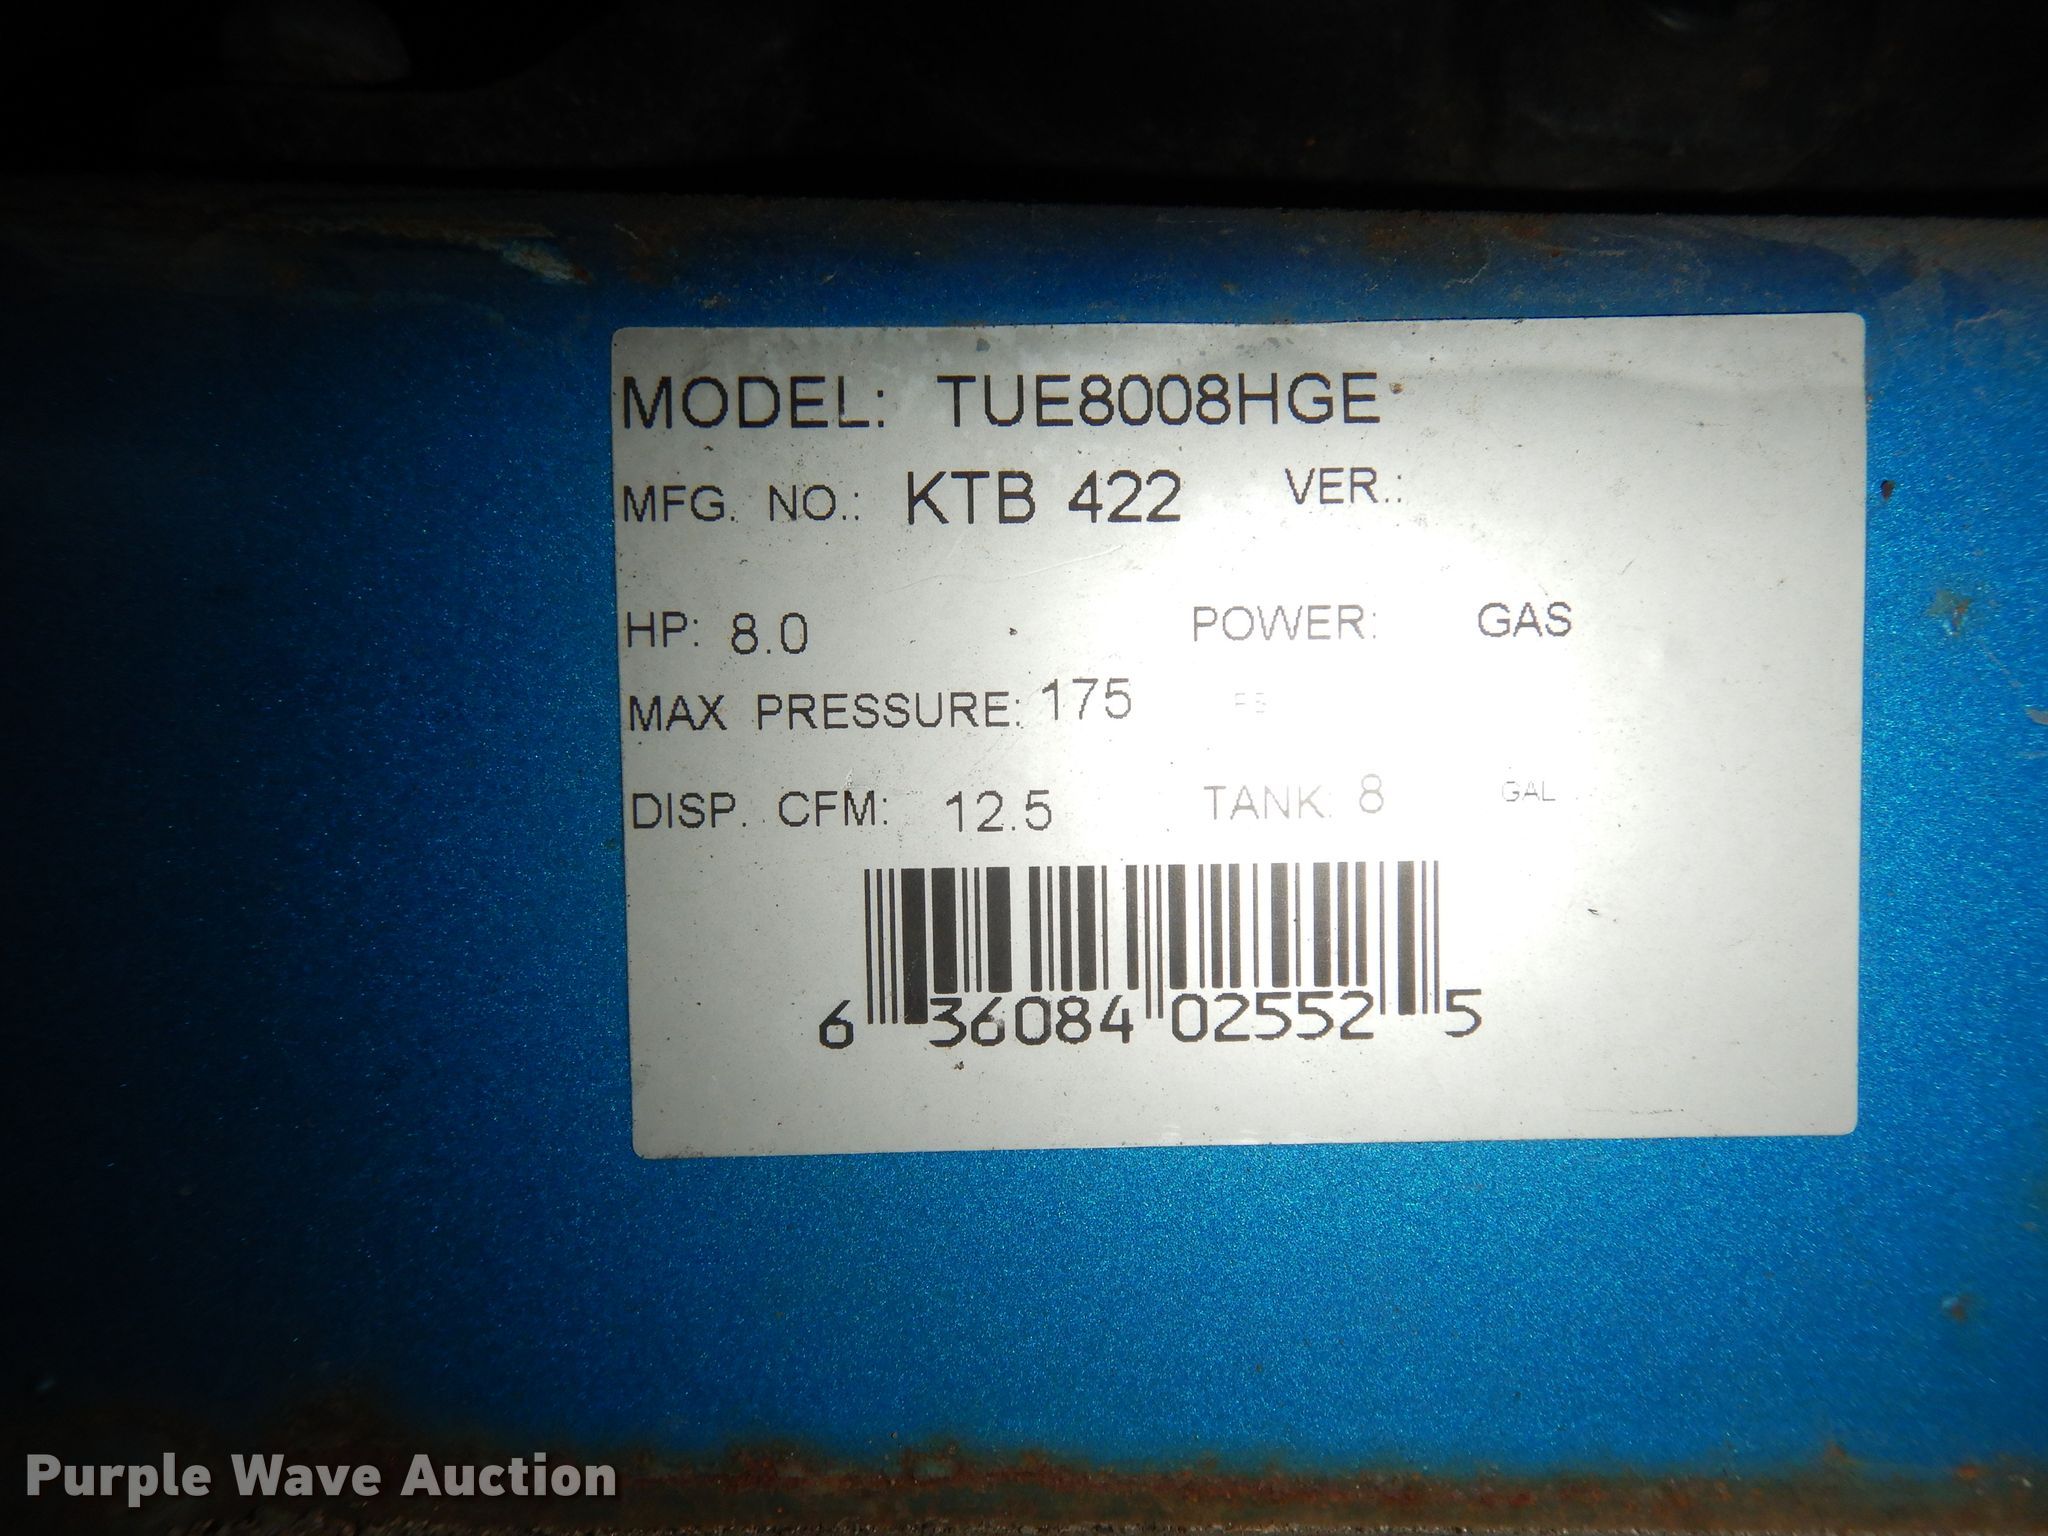 MODEL: TUE8008HGE
MFG. NO.: KTB 422 VER.:
HP: 8.0 POWER: GAS
MAX PRESSURE: 175
DISP. CFM: 12.5 TANK: 8 GAL
6 36084 02552 5
Purple Wave Auction